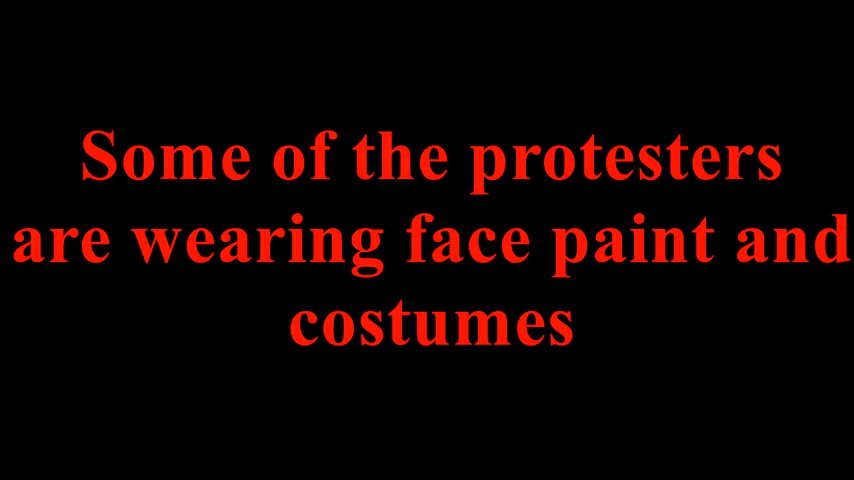 Some of the protesters
are wearing face paint and
costumes